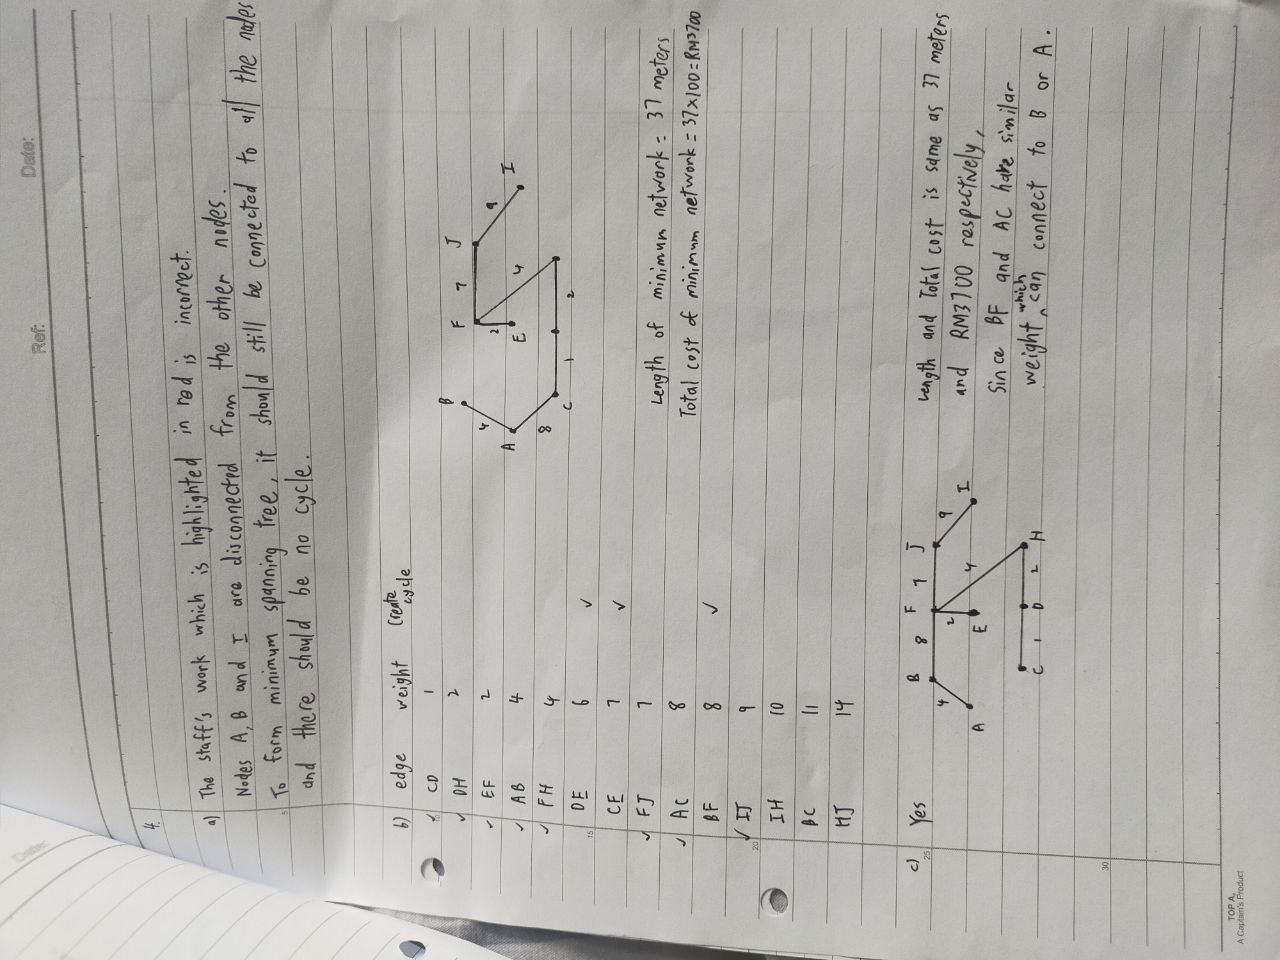 Date:
Ref:
Date:
4.
a) The staff's work which is highlighted in red is incorrect.
Nodes A, B and I are disconnected from the other nodes.
5 To form minimum spanning tree, it should still be connected to all the nodes
and there should be no cycle.
b) edge weight Create cycle
✓ 10 CD 1
✓ DH 2
✓ EF 2
✓ AB 4
✓ FH 4
15 DE 6 ✓
CE 7 ✓
✓ FJ 7
✓ AC 8
BF 8 ✓
✓ 20 IJ 9
IH 10
BC 11
HJ 14
B F 7 J
4 2 4 9 I
A E
8
C 1 2
Length of minimum network = 37 meters
Total cost of minimum network = 37x100 = RM3700
c) 25 Yes
B 8 F 7 J
4 2 4 9 I
A E
C 1 D 2 H
Length and Total cost is same as 37 meters
and RM3700 respectively,
Since BF and AC have similar
weight which can connect to B or A.
30
TOP A,
A Captain's Product